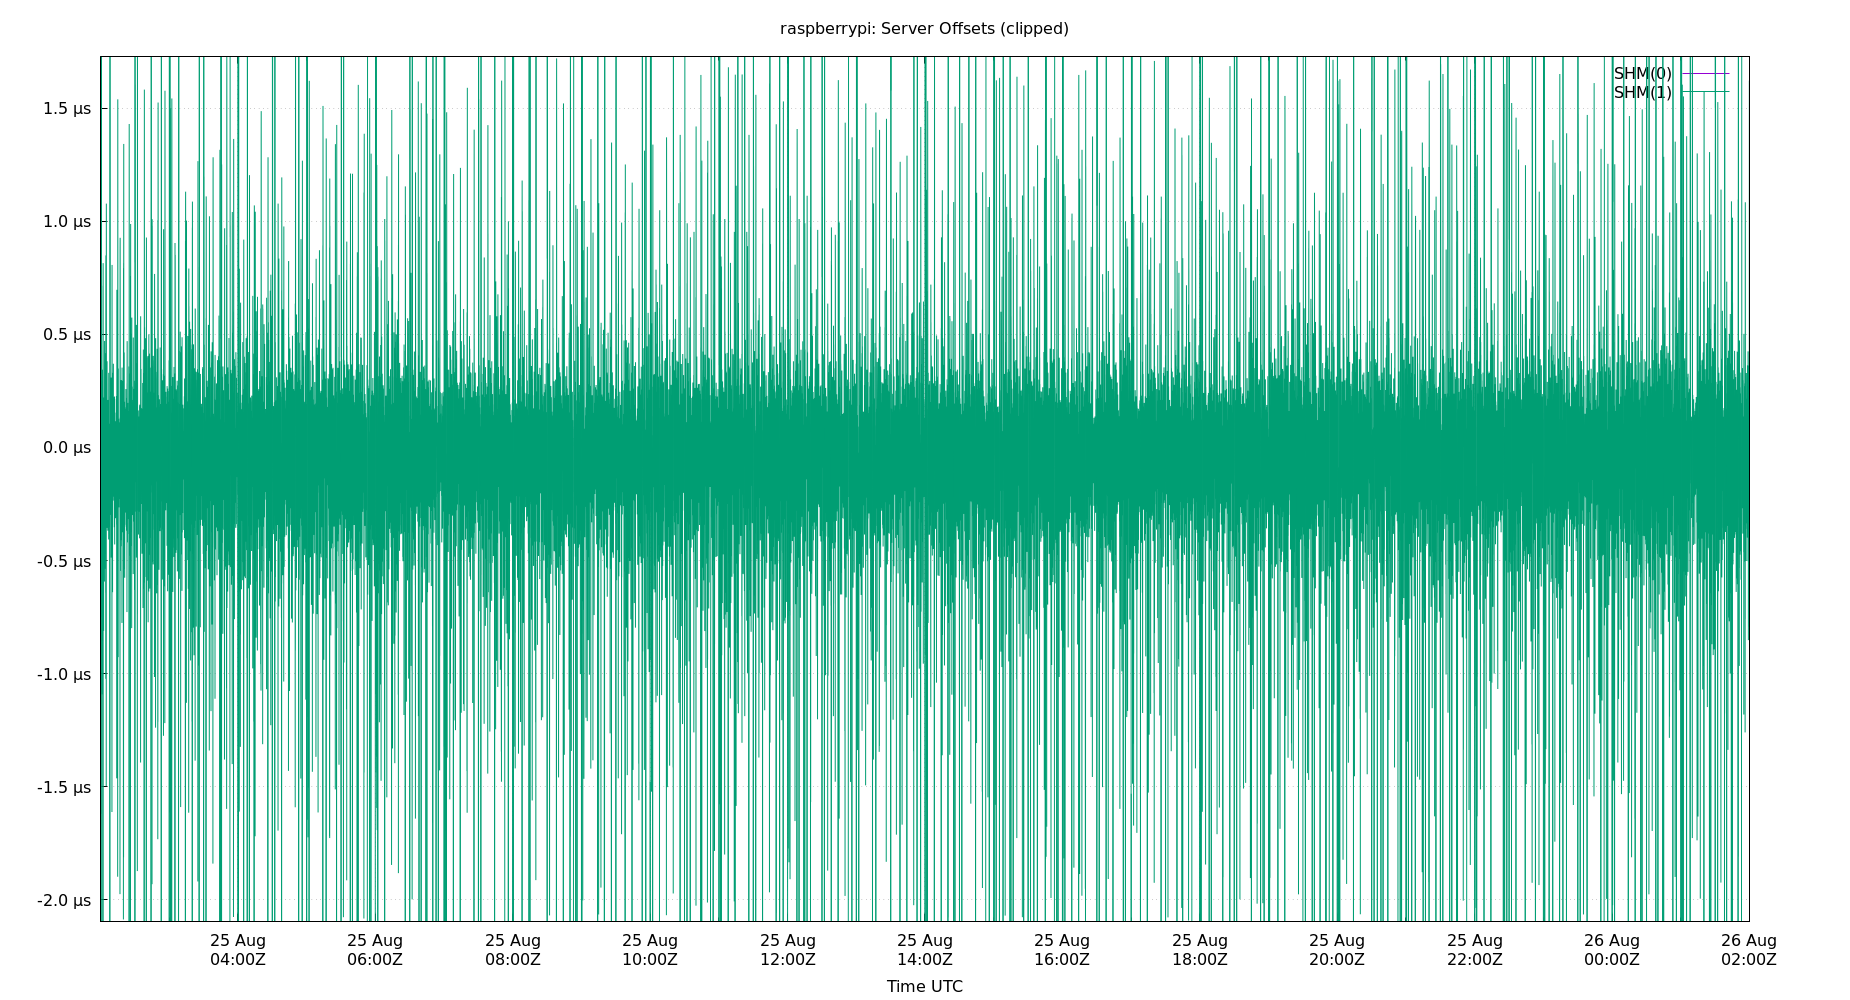 raspberrypi: Server Offsets (clipped)
SHM(0)
SHM(1)
1.5 µs
1.0 µs
0.5 µs
0.0 µs
-0.5 µs
-1.0 µs
-1.5 µs
-2.0 µs
25 Aug 25 Aug 25 Aug 25 Aug 25 Aug 25 Aug 25 Aug 25 Aug 25 Aug 25 Aug 26 Aug 26 Aug
04:00Z 06:00Z 08:00Z 10:00Z 12:00Z 14:00Z 16:00Z 18:00Z 20:00Z 22:00Z 00:00Z 02:00Z
Time UTC